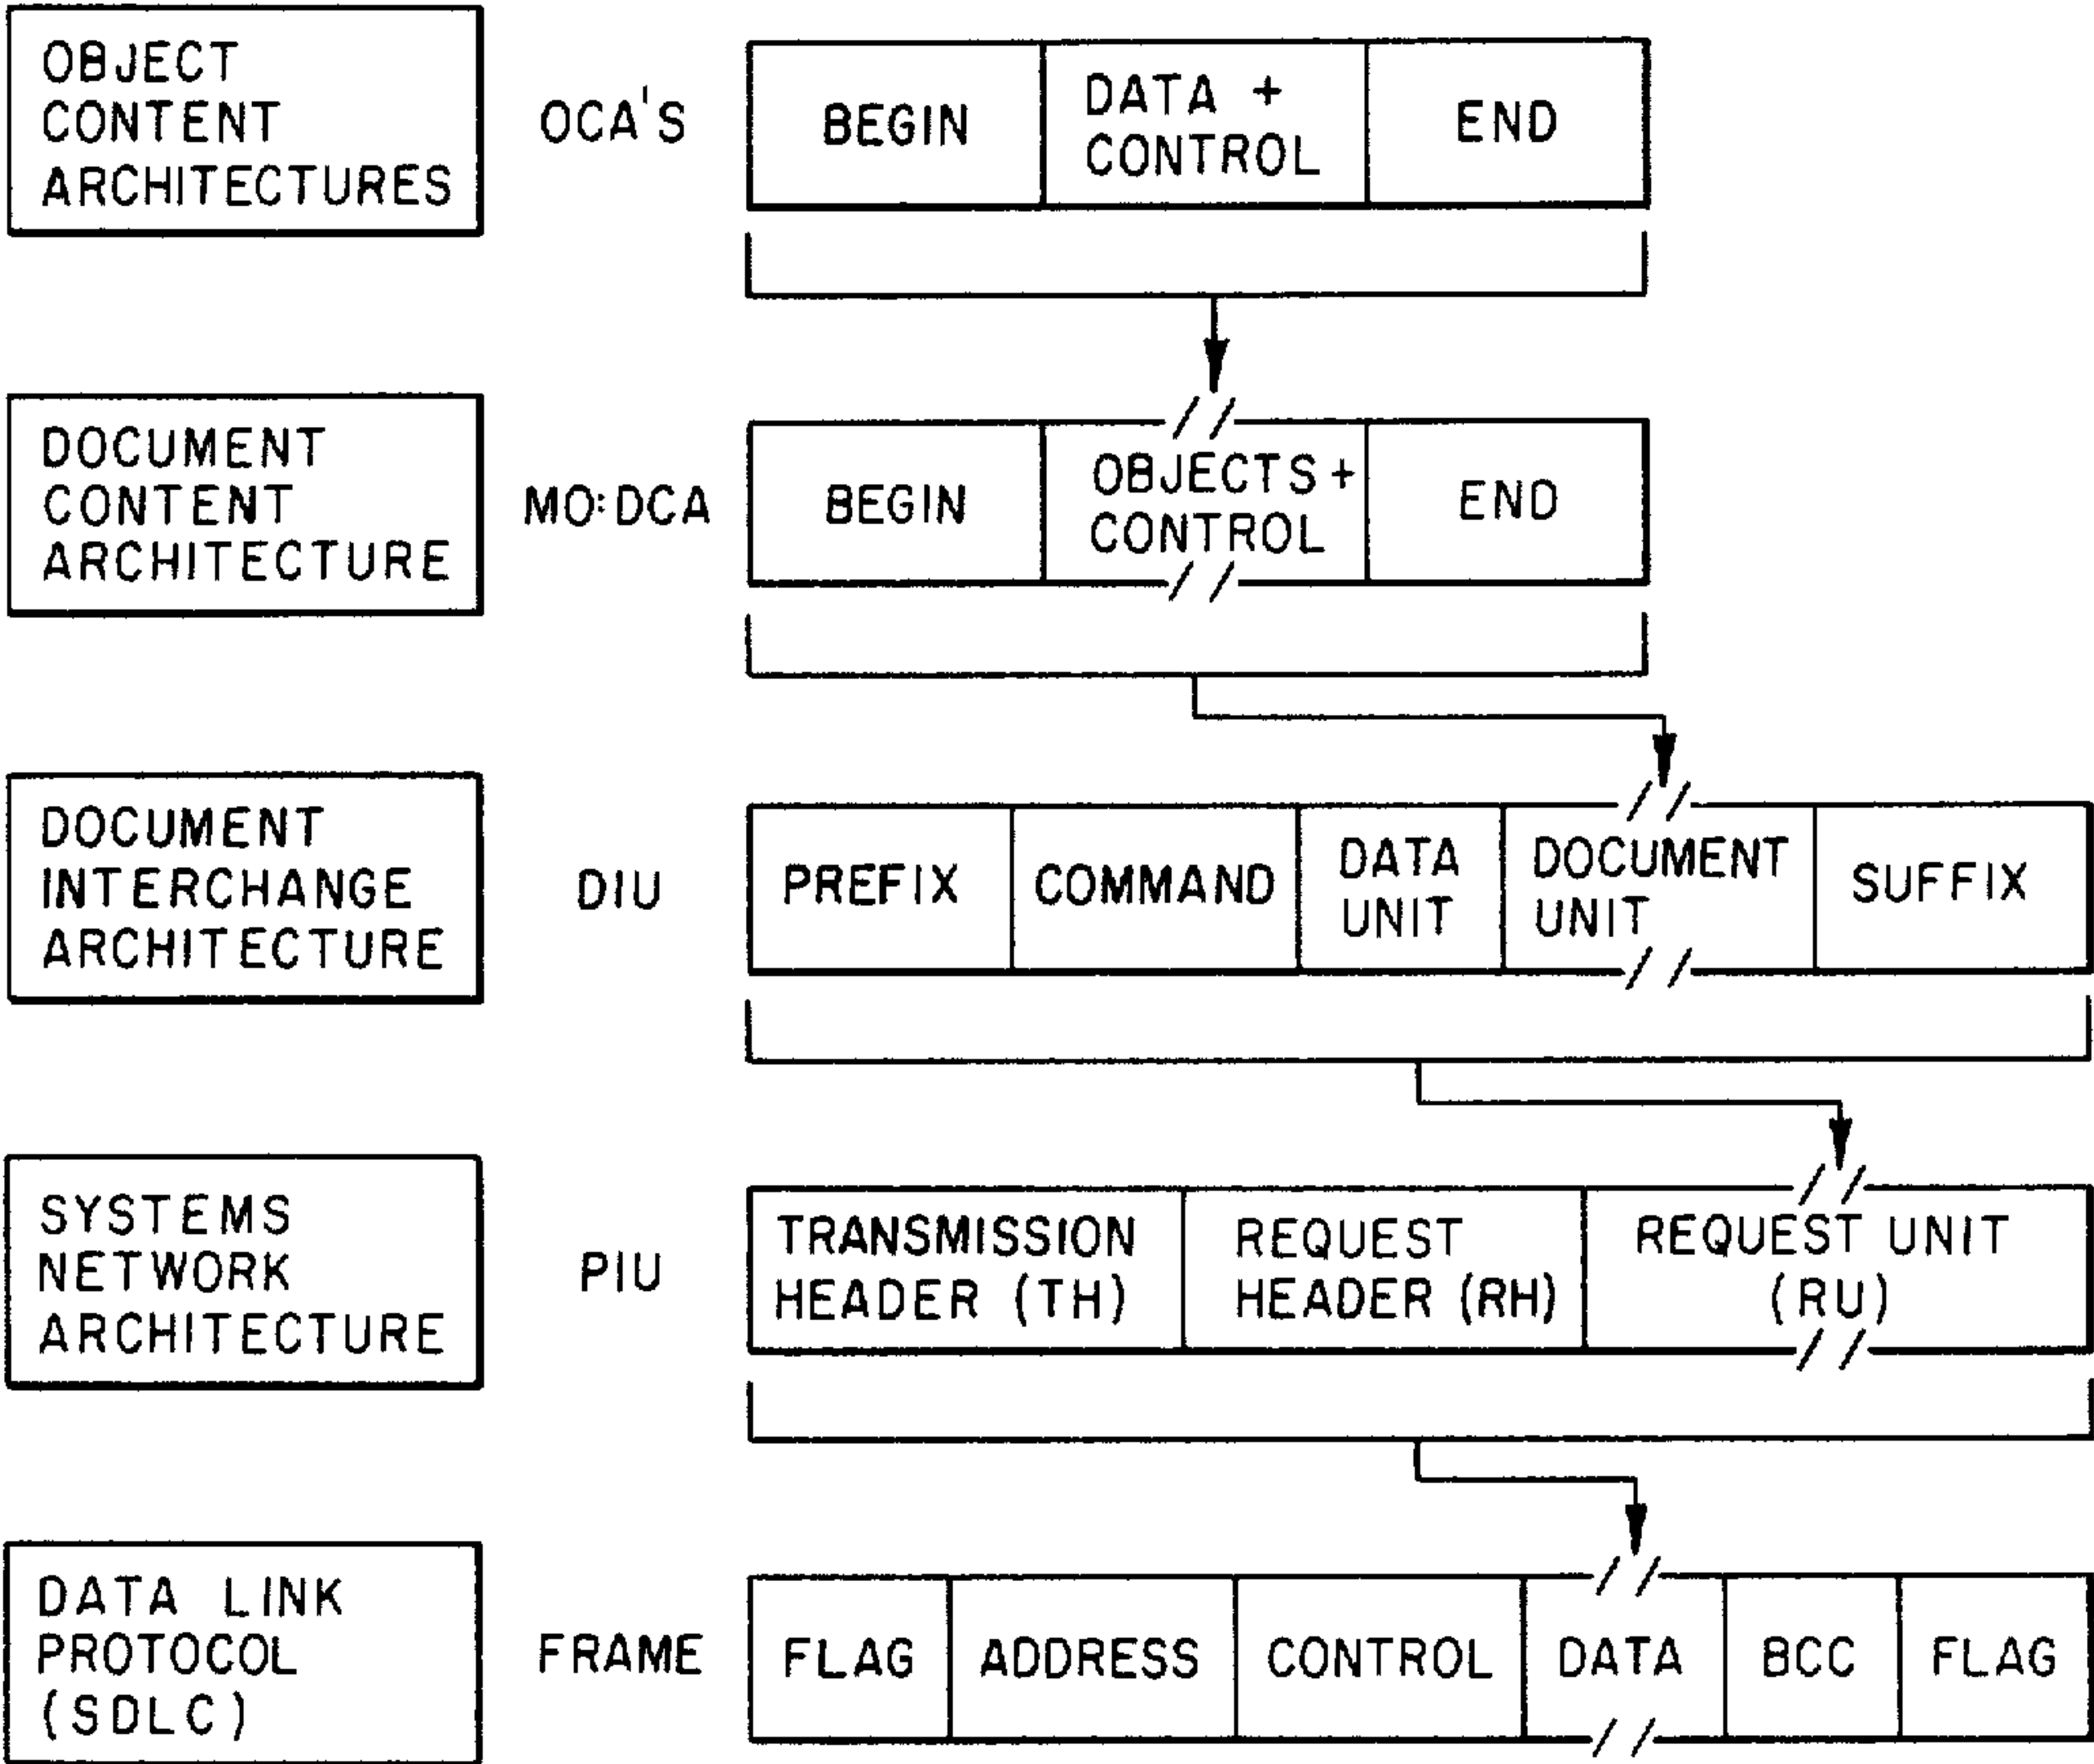 OBJECT
CONTENT
ARCHITECTURES
OCA'S
BEGIN
DATA +
CONTROL
END
DOCUMENT
CONTENT
ARCHITECTURE
MO:DCA
BEGIN
OBJECTS +
CONTROL
END
DOCUMENT
INTERCHANGE
ARCHITECTURE
DIU
PREFIX
COMMAND
DATA
UNIT
DOCUMENT
UNIT
SUFFIX
SYSTEMS
NETWORK
ARCHITECTURE
PIU
TRANSMISSION
HEADER (TH)
REQUEST
HEADER (RH)
REQUEST UNIT
(RU)
DATA LINK
PROTOCOL
(SDLC)
FRAME
FLAG
ADDRESS
CONTROL
DATA
BCC
FLAG